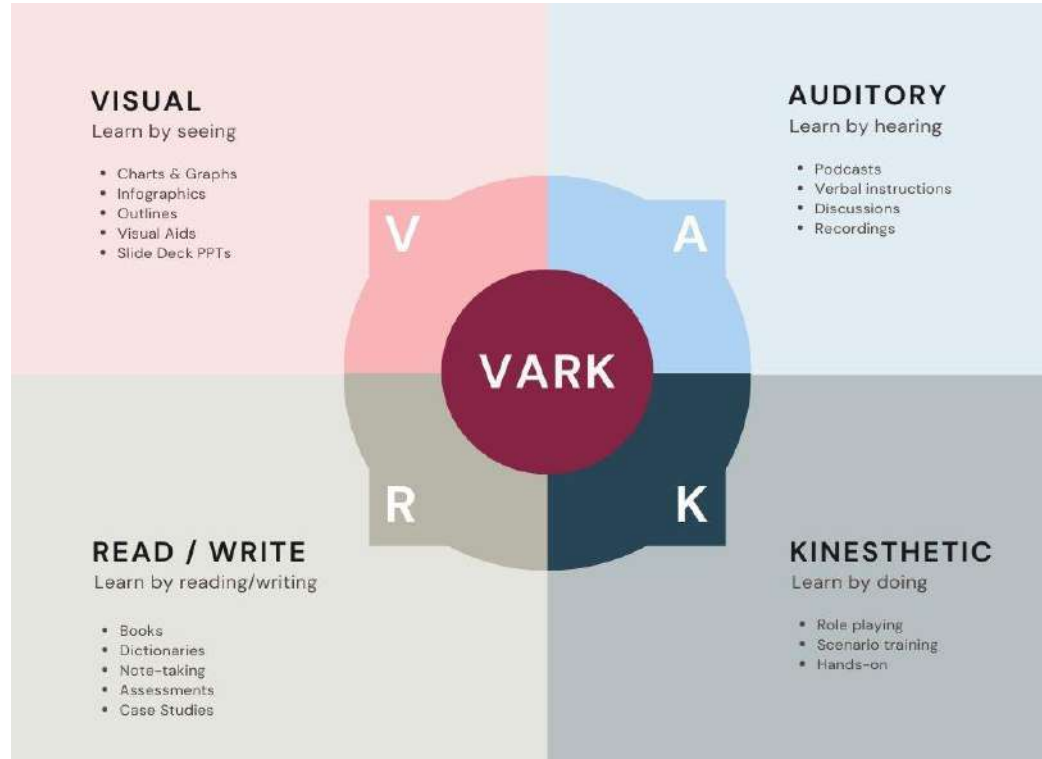 VISUAL
Learn by seeing
• Charts & Graphs
• Infographics
• Outlines
• Visual Aids
• Slide Deck PPTs
AUDITORY
Learn by hearing
• Podcasts
• Verbal instructions
• Discussions
• Recordings
V
A
VARK
R
K
READ / WRITE
Learn by reading/writing
• Books
• Dictionaries
• Note-taking
• Assessments
• Case Studies
KINESTHETIC
Learn by doing
• Role playing
• Scenario training
• Hands-on